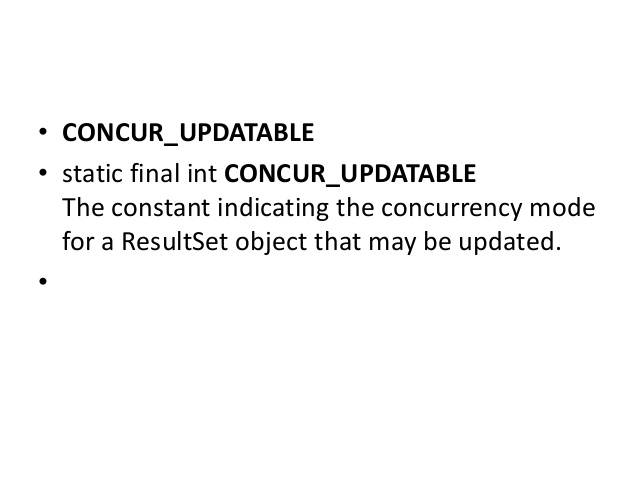 • CONCUR_UPDATABLE
• static final int CONCUR_UPDATABLE
The constant indicating the concurrency mode
for a ResultSet object that may be updated.
•